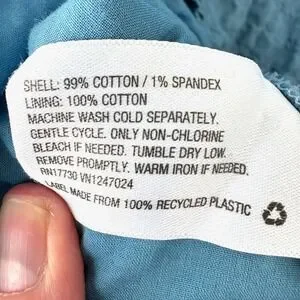 SHELL: 99% COTTON / 1% SPANDEX
LINING: 100% COTTON
MACHINE WASH COLD SEPARATELY.
GENTLE CYCLE. ONLY NON-CHLORINE
BLEACH IF NEEDED. TUMBLE DRY LOW.
REMOVE PROMPTLY. WARM IRON IF NEEDED.
RN17730 VN1247024
LABEL MADE FROM 100% RECYCLED PLASTIC